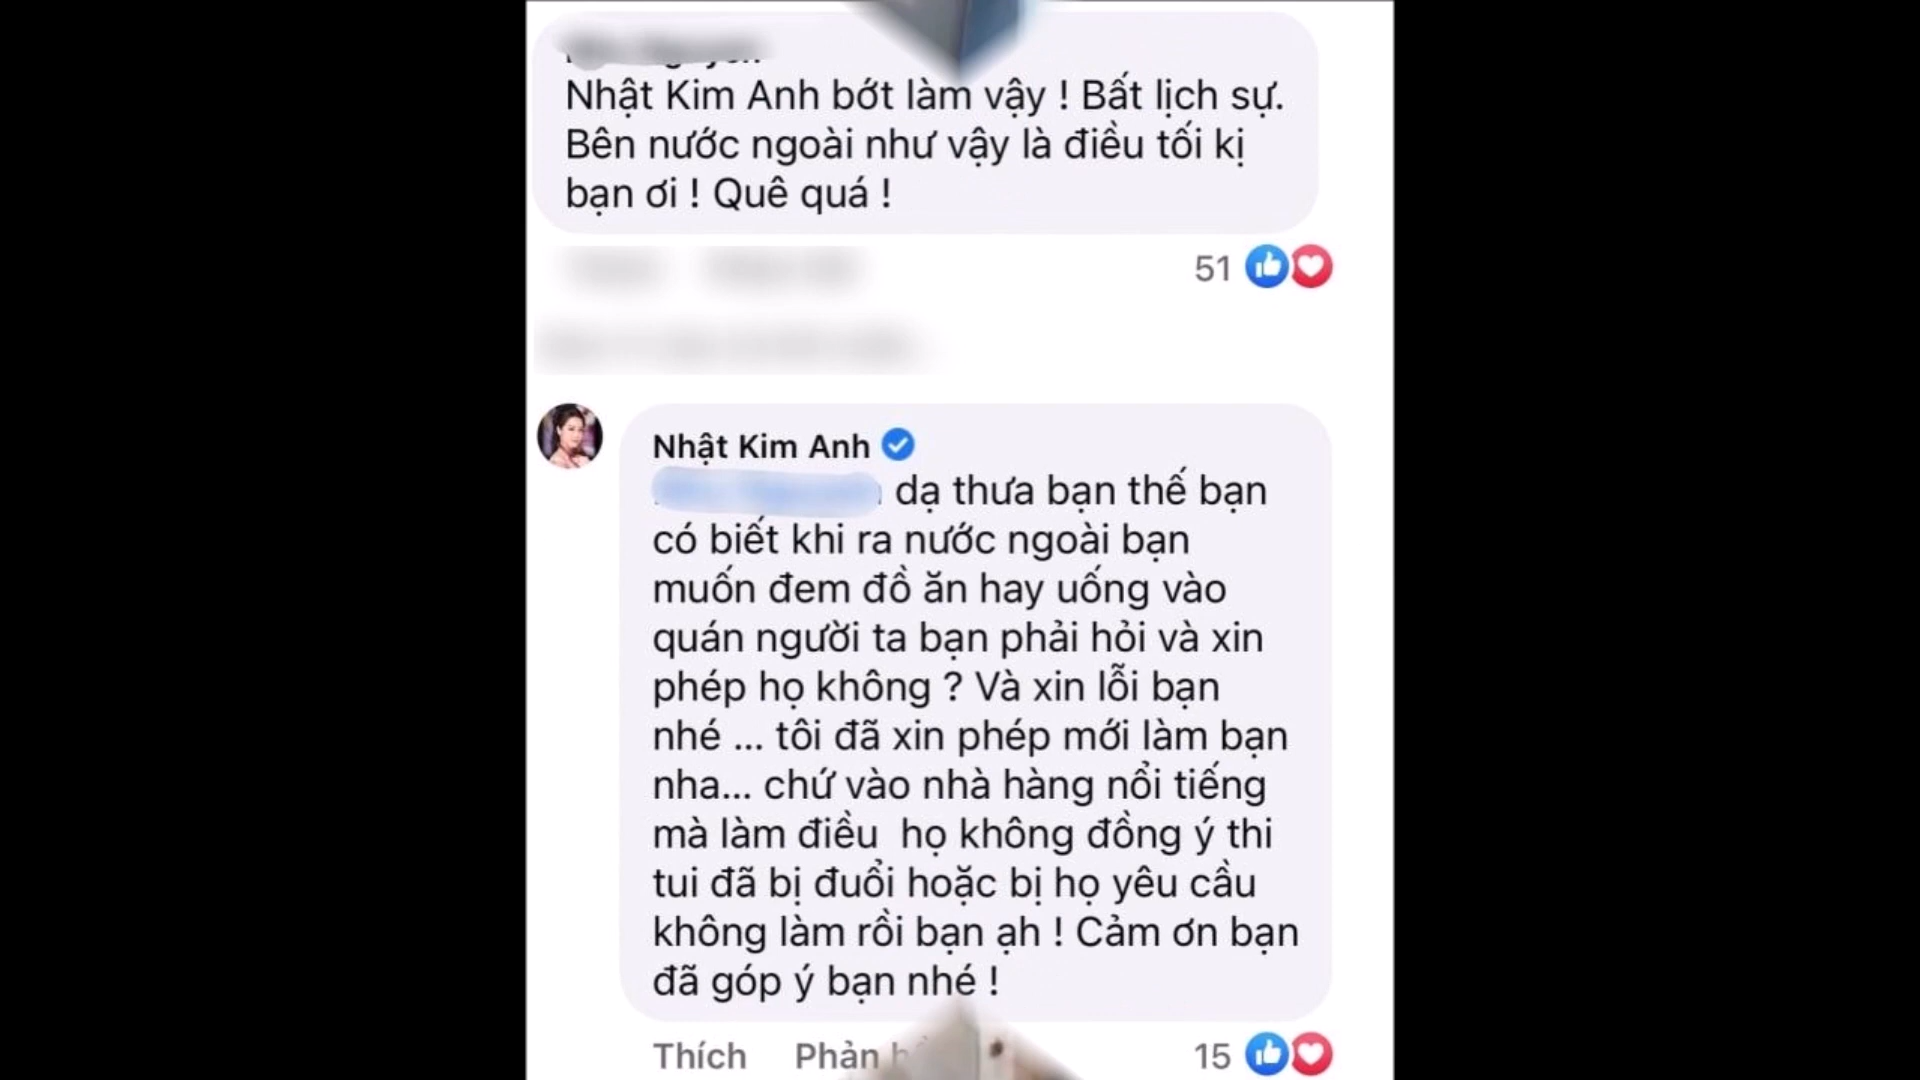 Nhật Kim Anh bớt làm vậy ! Bất lịch sự.
Bên nước ngoài như vậy là điều tối kị
bạn ơi ! Quê quá !
51
Nhật Kim Anh
dạ thưa bạn thế bạn
có biết khi ra nước ngoài bạn
muốn đem đồ ăn hay uống vào
quán người ta bạn phải hỏi và xin
phép họ không ? Và xin lỗi bạn
nhé ... tôi đã xin phép mới làm bạn
nha... chứ vào nhà hàng nổi tiếng
mà làm điều  họ không đồng ý thi
tui đã bị đuổi hoặc bị họ yêu cầu
không làm rồi bạn ạh ! Cảm ơn bạn
đã góp ý bạn nhé !
Thích Phản 15